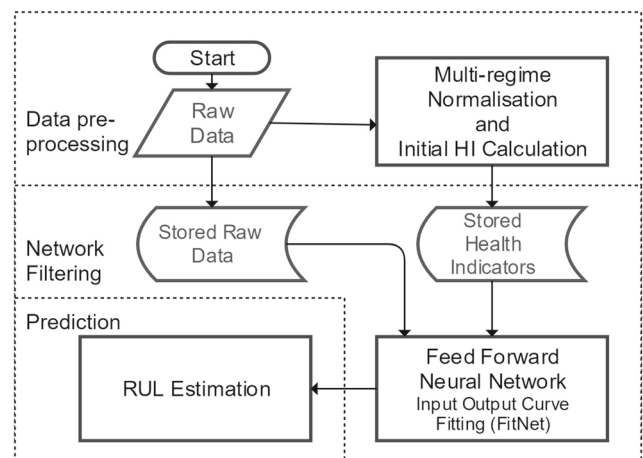 Start
Data pre-
processing
Raw
Data
Multi-regime
Normalisation
and
Initial HI Calculation
Network
Filtering
Stored Raw
Data
Stored
Health
Indicators
Prediction
RUL Estimation
Feed Forward
Neural Network
Input Output Curve
Fitting (FitNet)